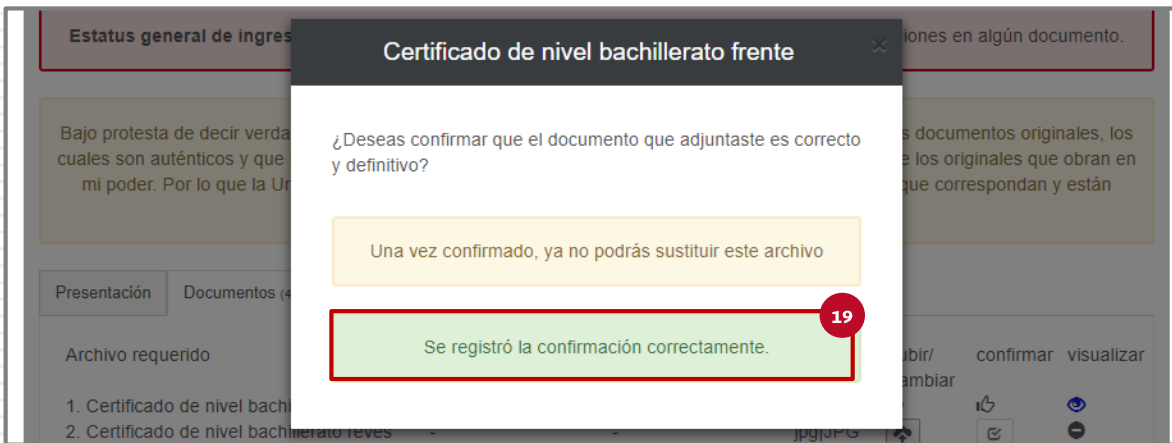 Estatus general de ingres
iones en algún documento.
Certificado de nivel bachillerato frente
×
Bajo protesta de decir verda
s documentos originales, los
cuales son auténticos y que
e los originales que obran en
mi poder. Por lo que la Un
que correspondan y están
¿Deseas confirmar que el documento que adjuntaste es correcto
y definitivo?
Una vez confirmado, ya no podrás sustituir este archivo
19
Se registró la confirmación correctamente.
Presentación
Documentos (4
Archivo requerido
ubir/
ambiar
confirmar
visualizar
1. Certificado de nivel bachi
2. Certificado de nivel bachillerato reves - - jpg|JPG